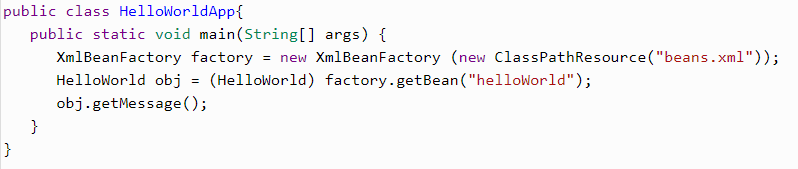 public class HelloWorldApp{
   public static void main(String[] args) {
      XmlBeanFactory factory = new XmlBeanFactory (new ClassPathResource("beans.xml"));
      HelloWorld obj = (HelloWorld) factory.getBean("helloWorld");
      obj.getMessage();
   }
}